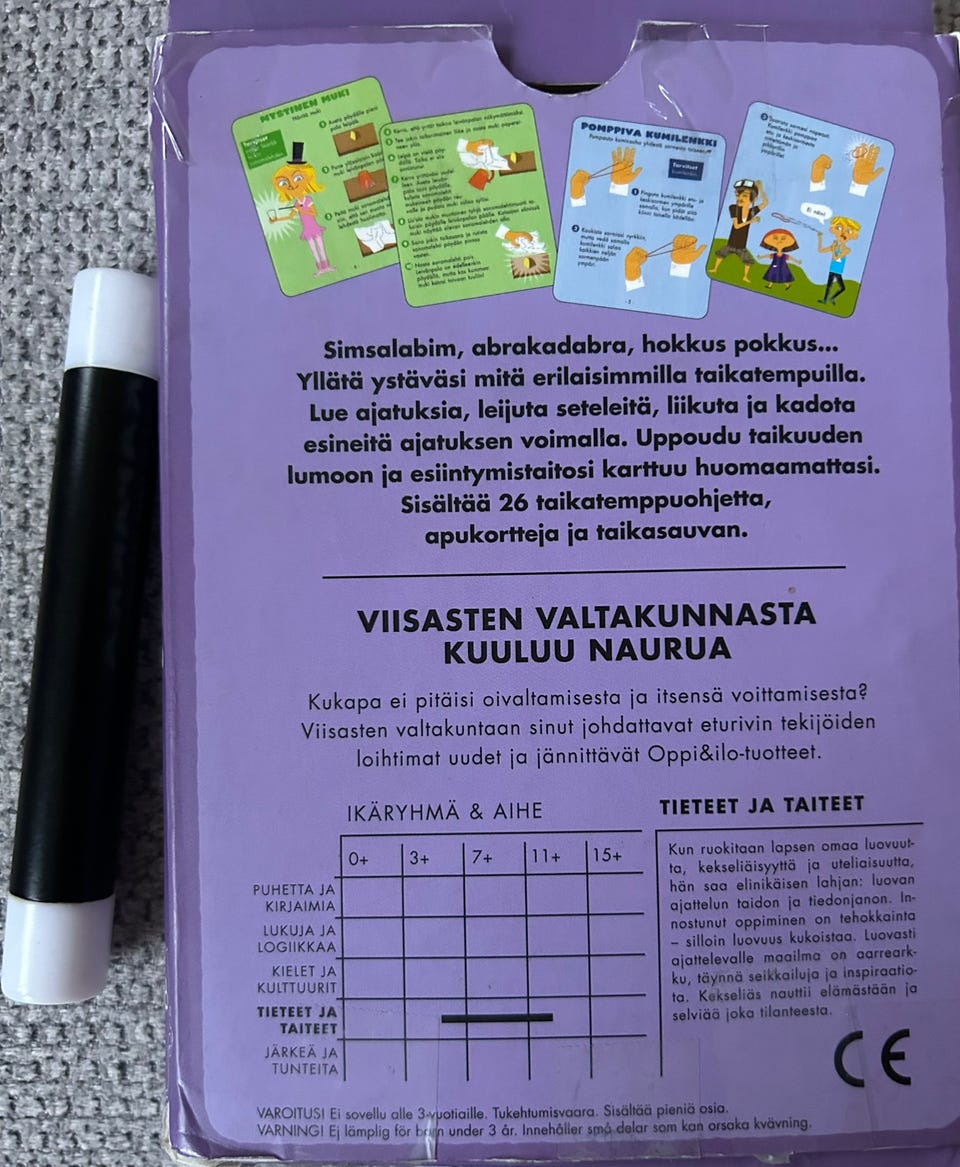 MYSTINEN MUKI
POMPPIVA KUMILENKKI
Tarvitset
Ei näin!
Simsalabim, abrakadabra, hokkus pokkus...
Yllätä ystäväsi mitä erilaisimmilla taikatempuilla.
Lue ajatuksia, leijuta seteleitä, liikuta ja kadota
esineitä ajatuksen voimalla. Uppoudu taikuuden
lumoon ja esiintymistaitosi karttuu huomaamattasi.
Sisältää 26 taikatemppuohjetta,
apukortteja ja taikasauvan.
VIISASTEN VALTAKUNNASTA
KUULUU NAURUA
Kukapa ei pitäisi oivaltamisesta ja itsensä voittamisesta?
Viisasten valtakuntaan sinut johdattavat eturivin tekijöiden
loihtimat uudet ja jännittävät Oppi&ilo-tuotteet.
IKÄRYHMÄ & AIHE
0+ 3+ 7+ 11+ 15+
PUHETTA JA
KIRJAIMIA
LUKUJA JA
LOGIIKKAA
KIELET JA
KULTTUURIT
TIETEET JA
TAITEET
JÄRKEÄ JA
TUNTEITA
TIETEET JA TAITEET
Kun ruokitaan lapsen omaa luovuut-
ta, kekseliäisyyttä ja uteliaisuutta,
hän saa elinikäisen lahjan: luovan
ajattelun taidon ja tiedonjanon. In-
nostunut oppiminen on tehokkainta
– silloin luovuus kukoistaa. Luovasti
ajattelevalle maailma on aarreark-
ku, täynnä seikkailuja ja inspiraatio-
ta. Kekseliäs nauttii elämästään ja
selviää joka tilanteesta.
CE
VAROITUS! Ei sovellu alle 3-vuotiaille. Tukehtumisvaara. Sisältää pieniä osia.
VARNING! Ej lämplig för barn under 3 år. Innehåller små delar som kan orsaka kvävning.